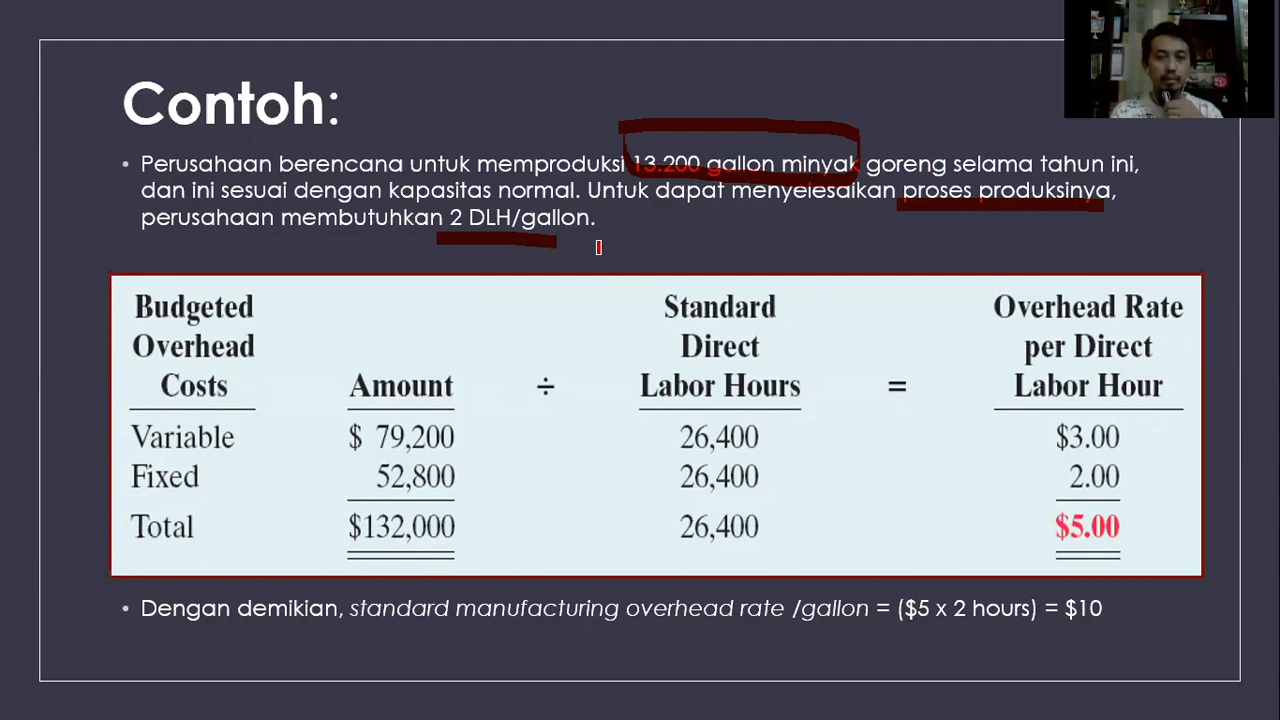 Contoh:
• Perusahaan berencana untuk memproduksi 13.200 gallon minyak goreng selama tahun ini,
dan ini sesuai dengan kapasitas normal. Untuk dapat menyelesaikan proses produksinya,
perusahaan membutuhkan 2 DLH/gallon.
Budgeted Standard Overhead Rate
Overhead Direct per Direct
Costs Amount ÷ Labor Hours = Labor Hour
Variable $ 79,200 26,400 $3.00
Fixed 52,800 26,400 2.00
Total $132,000 26,400 $5.00
• Dengan demikian, standard manufacturing overhead rate /gallon = ($5 x 2 hours) = $10